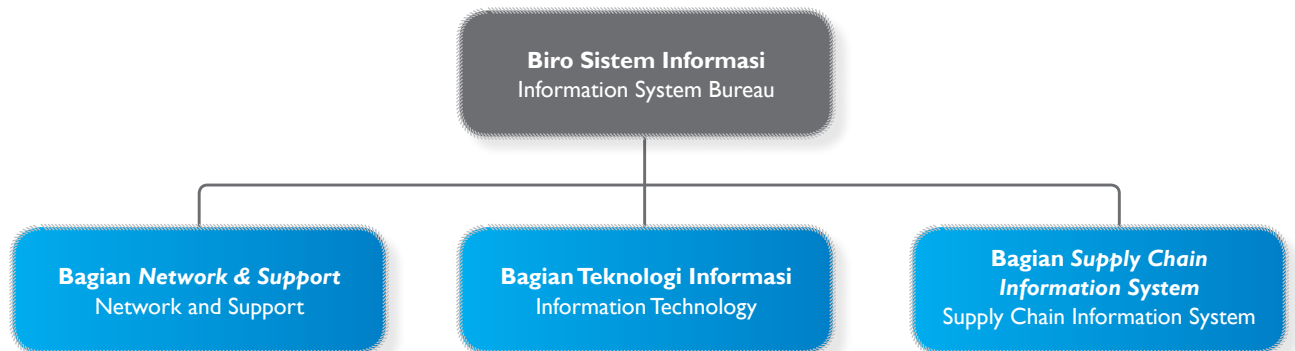 Biro Sistem Informasi
Information System Bureau
Bagian Network & Support
Network and Support
Bagian Teknologi Informasi
Information Technology
Bagian Supply Chain
Information System
Supply Chain Information System